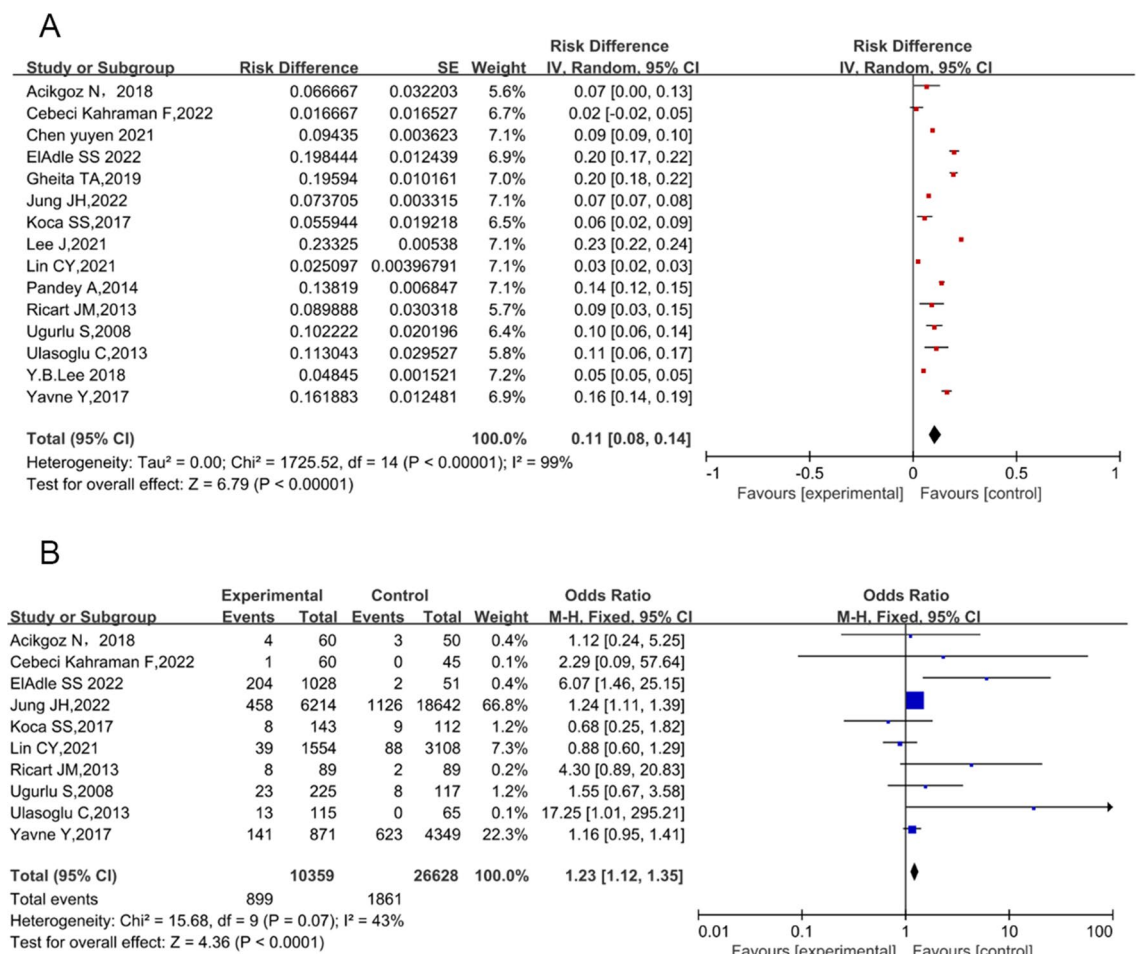 A
Risk Difference Risk Difference
Study or Subgroup Risk Difference SE Weight IV, Random, 95% CI IV, Random, 95% CI
Acikgoz N，2018 0.066667 0.032203 5.6% 0.07 [0.00, 0.13]
Cebeci Kahraman F,2022 0.016667 0.016527 6.7% 0.02 [-0.02, 0.05]
Chen yuyen 2021 0.09435 0.003623 7.1% 0.09 [0.09, 0.10]
ElAdle SS 2022 0.198444 0.012439 6.9% 0.20 [0.17, 0.22]
Gheita TA,2019 0.19594 0.010161 7.0% 0.20 [0.18, 0.22]
Jung JH,2022 0.073705 0.003315 7.1% 0.07 [0.07, 0.08]
Koca SS,2017 0.055944 0.019218 6.5% 0.06 [0.02, 0.09]
Lee J,2021 0.23325 0.00538 7.1% 0.23 [0.22, 0.24]
Lin CY,2021 0.025097 0.00396791 7.1% 0.03 [0.02, 0.03]
Pandey A,2014 0.13819 0.006847 7.1% 0.14 [0.12, 0.15]
Ricart JM,2013 0.089888 0.030318 5.7% 0.09 [0.03, 0.15]
Ugurlu S,2008 0.102222 0.020196 6.4% 0.10 [0.06, 0.14]
Ulasoglu C,2013 0.113043 0.029527 5.8% 0.11 [0.06, 0.17]
Y.B.Lee 2018 0.04845 0.001521 7.2% 0.05 [0.05, 0.05]
Yavne Y,2017 0.161883 0.012481 6.9% 0.16 [0.14, 0.19]
Total (95% CI) 100.0% 0.11 [0.08, 0.14]
Heterogeneity: Tau² = 0.00; Chi² = 1725.52, df = 14 (P < 0.00001); I² = 99%
Test for overall effect: Z = 6.79 (P < 0.00001)
-1 -0.5 0 0.5 1
Favours [experimental] Favours [control]
B
Experimental Control Odds Ratio Odds Ratio
Study or Subgroup Events Total Events Total Weight M-H, Fixed, 95% CI M-H, Fixed, 95% CI
Acikgoz N，2018 4 60 3 50 0.4% 1.12 [0.24, 5.25]
Cebeci Kahraman F,2022 1 60 0 45 0.1% 2.29 [0.09, 57.64]
ElAdle SS 2022 204 1028 2 51 0.4% 6.07 [1.46, 25.15]
Jung JH,2022 458 6214 1126 18642 66.8% 1.24 [1.11, 1.39]
Koca SS,2017 8 143 9 112 1.2% 0.68 [0.25, 1.82]
Lin CY,2021 39 1554 88 3108 7.3% 0.88 [0.60, 1.29]
Ricart JM,2013 8 89 2 89 0.2% 4.30 [0.89, 20.83]
Ugurlu S,2008 23 225 8 117 1.2% 1.55 [0.67, 3.58]
Ulasoglu C,2013 13 115 0 65 0.1% 17.25 [1.01, 295.21]
Yavne Y,2017 141 871 623 4349 22.3% 1.16 [0.95, 1.41]
Total (95% CI) 10359 26628 100.0% 1.23 [1.12, 1.35]
Total events 899 1861
Heterogeneity: Chi² = 15.68, df = 9 (P = 0.07); I² = 43%
Test for overall effect: Z = 4.36 (P < 0.0001)
0.01 0.1 1 10 100
Favours [experimental] Favours [control]